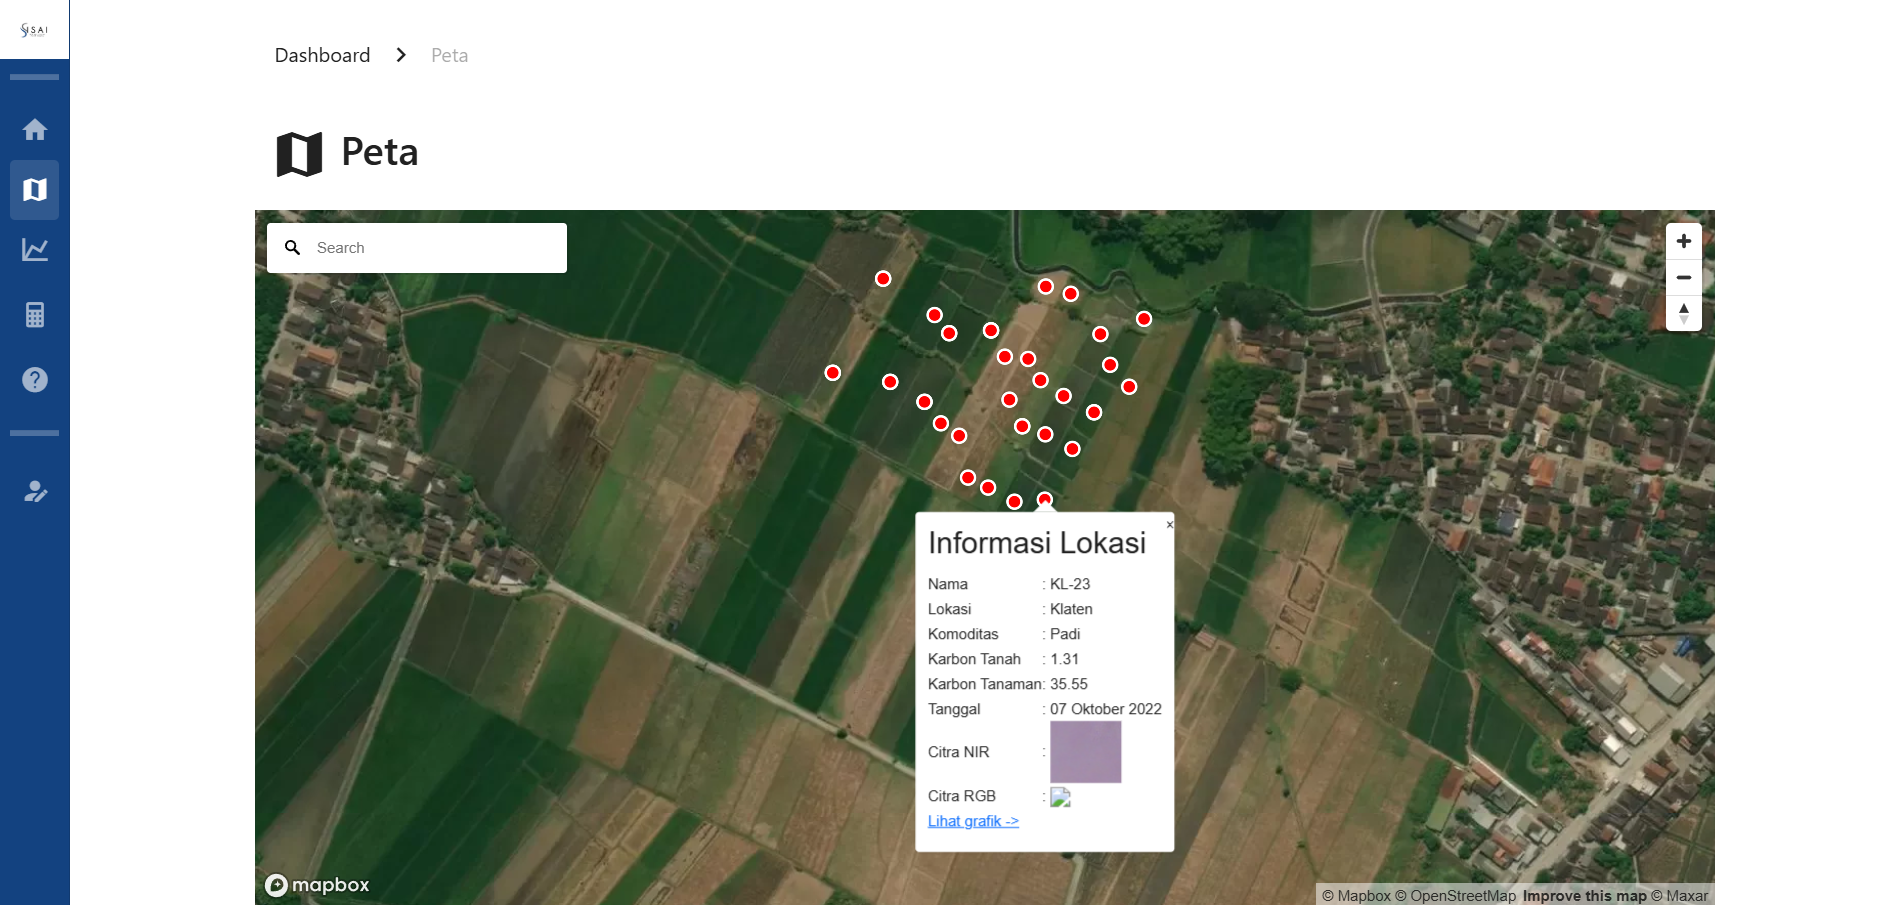 ISAI
Dashboard > Peta
Peta
Search
Informasi Lokasi
Nama : KL-23
Lokasi : Klaten
Komoditas : Padi
Karbon Tanah : 1.31
Karbon Tanaman: 35.55
Tanggal : 07 Oktober 2022
Citra NIR :
Citra RGB :
Lihat grafik ->
mapbox
© Mapbox © OpenStreetMap Improve this map © Maxar